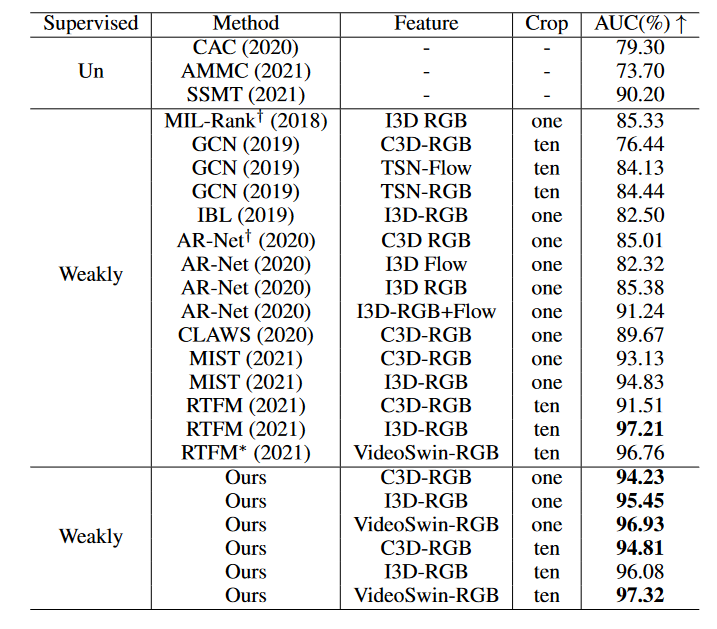 Supervised Method Feature Crop AUC(%) ↑
CAC (2020) - - 79.30
Un AMMC (2021) - - 73.70
SSMT (2021) - - 90.20
MIL-Rank† (2018) I3D RGB one 85.33
GCN (2019) C3D-RGB ten 76.44
GCN (2019) TSN-Flow ten 84.13
GCN (2019) TSN-RGB ten 84.44
IBL (2019) I3D-RGB one 82.50
AR-Net† (2020) C3D RGB one 85.01
Weakly AR-Net (2020) I3D Flow one 82.32
AR-Net (2020) I3D RGB one 85.38
AR-Net (2020) I3D-RGB+Flow one 91.24
CLAWS (2020) C3D-RGB one 89.67
MIST (2021) C3D-RGB one 93.13
MIST (2021) I3D-RGB one 94.83
RTFM (2021) C3D-RGB ten 91.51
RTFM (2021) I3D-RGB ten 97.21
RTFM* (2021) VideoSwin-RGB ten 96.76
Ours C3D-RGB one 94.23
Ours I3D-RGB one 95.45
Ours VideoSwin-RGB one 96.93
Weakly
Ours C3D-RGB ten 94.81
Ours I3D-RGB ten 96.08
Ours VideoSwin-RGB ten 97.32